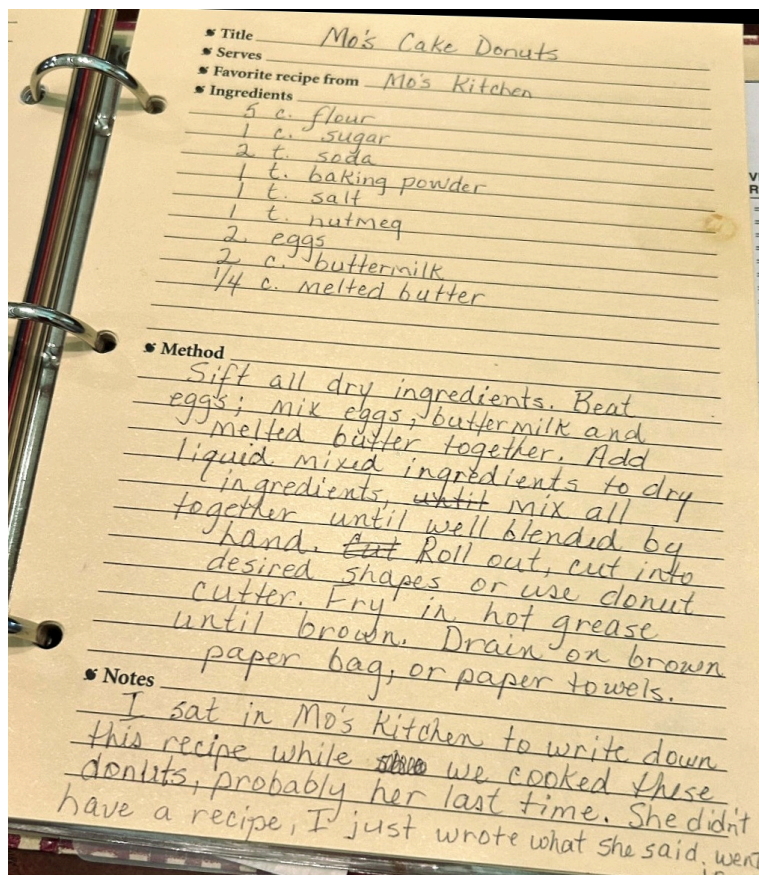 Title Mo's Cake Donuts
Serves
Favorite recipe from Mo's Kitchen
Ingredients
5 c. flour
1 c. sugar
2 t. soda
1 t. baking powder
1 t. salt
1 t. nutmeg
2 eggs
2 c. buttermilk
1/4 c. melted butter
Method
Sift all dry ingredients. Beat
eggs; mix eggs, buttermilk and
melted butter together. Add
liquid mixed ingredients to dry
ingredients, until mix all
together until well blended by
hand. Cut Roll out, cut into
desired shapes or use donut
cutter. Fry in hot grease
until brown. Drain on brown
paper bag, or paper towels.
Notes
I sat in Mo's Kitchen to write down
this recipe while we cooked these
donuts, probably her last time. She didn't
have a recipe, I just wrote what she said. went